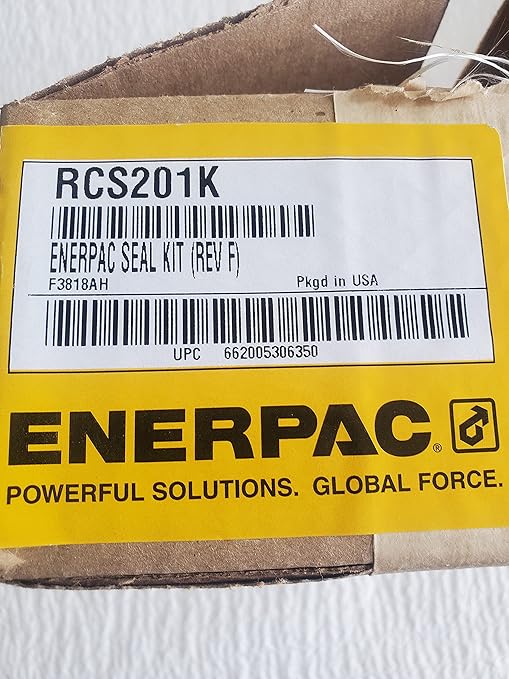 RCS201K
ENERPAC SEAL KIT (REV F)
F3818AH Pkgd in USA
UPC 662005306350
ENERPAC®
POWERFUL SOLUTIONS. GLOBAL FORCE.